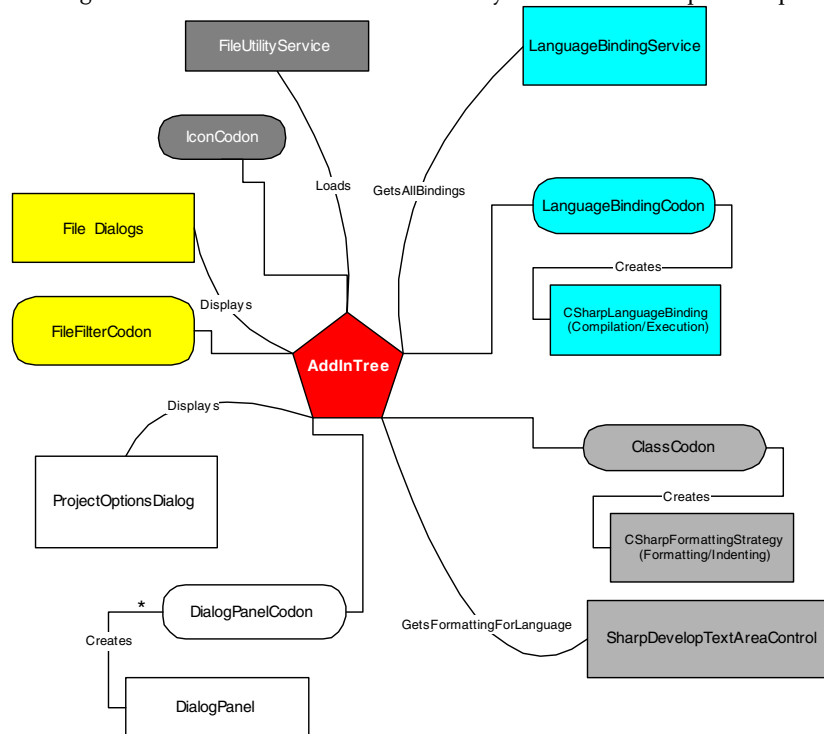 FileUtilityService
LanguageBindingService
IconCodon
Loads
GetsAllBindings
File Dialogs
LanguageBindingCodon
Creates
Displays
FileFilterCodon
CSharpLanguageBinding
(Compilation/Execution)
AddInTree
Displays
ClassCodon
ProjectOptionsDialog
Creates
CSharpFormattingStrategy
(Formatting/Indenting)
*
DialogPanelCodon
GetsFormattingForLanguage
Creates
SharpDevelopTextAreaControl
DialogPanel